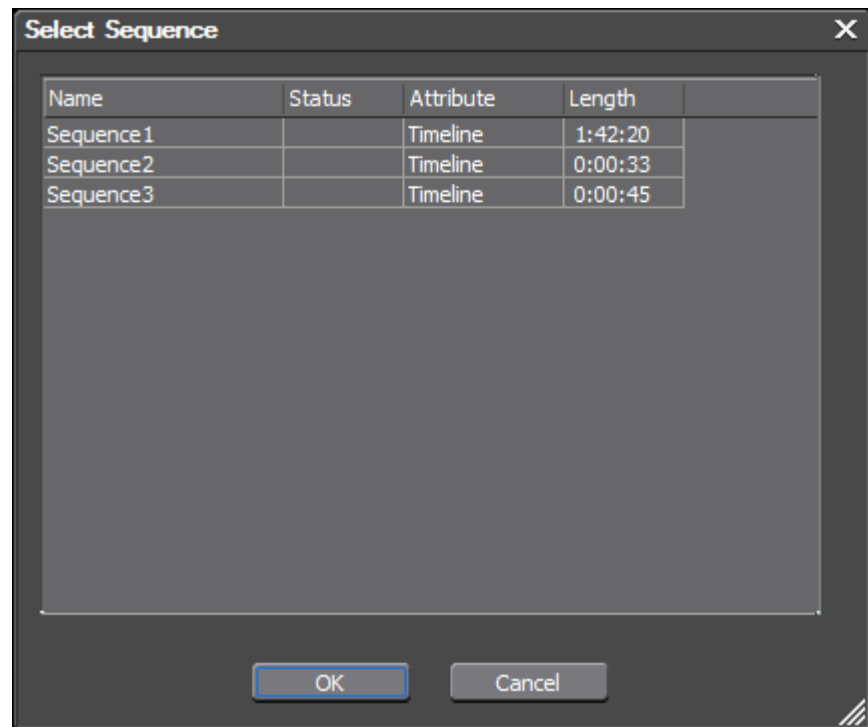 Select Sequence
Name Status Attribute Length
Sequence1 Timeline 1:42:20
Sequence2 Timeline 0:00:33
Sequence3 Timeline 0:00:45
OK Cancel